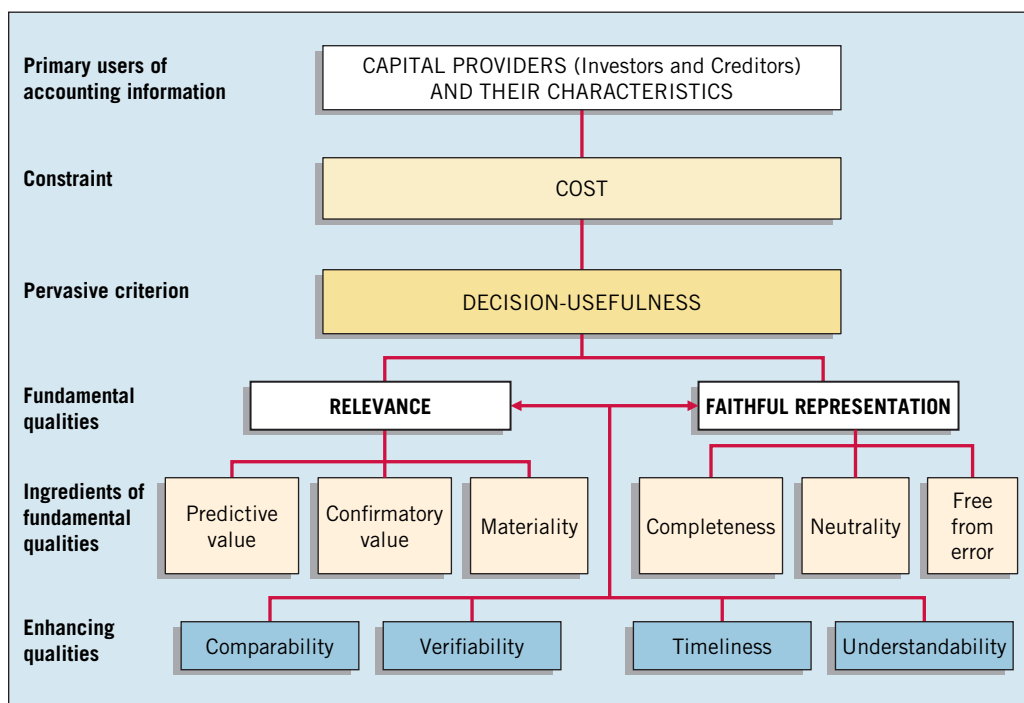 Primary users of
accounting information
CAPITAL PROVIDERS (Investors and Creditors)
AND THEIR CHARACTERISTICS
Constraint
COST
Pervasive criterion
DECISION-USEFULNESS
Fundamental
qualities
RELEVANCE
FAITHFUL REPRESENTATION
Ingredients of
fundamental
qualities
Predictive
value
Confirmatory
value
Materiality
Completeness
Neutrality
Free
from
error
Enhancing
qualities
Comparability
Verifiability
Timeliness
Understandability